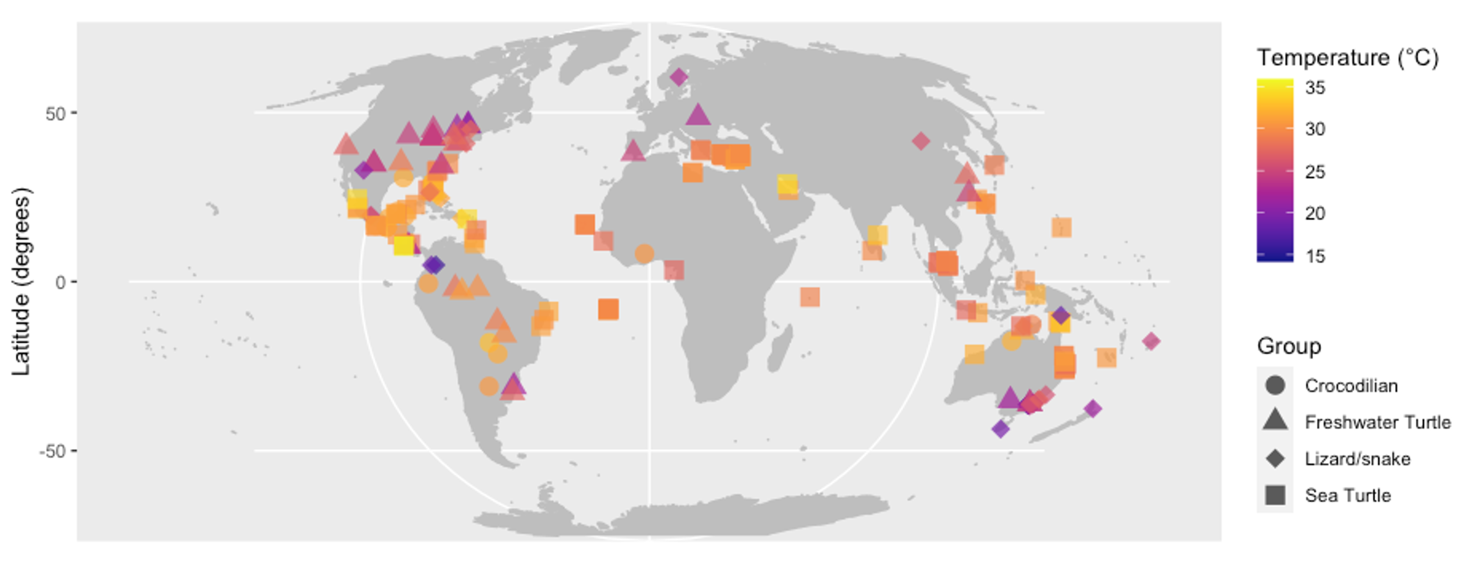 Latitude (degrees)
50
0
-50
Temperature (°C)
35
30
25
20
15
Group
Crocodilian
Freshwater Turtle
Lizard/snake
Sea Turtle